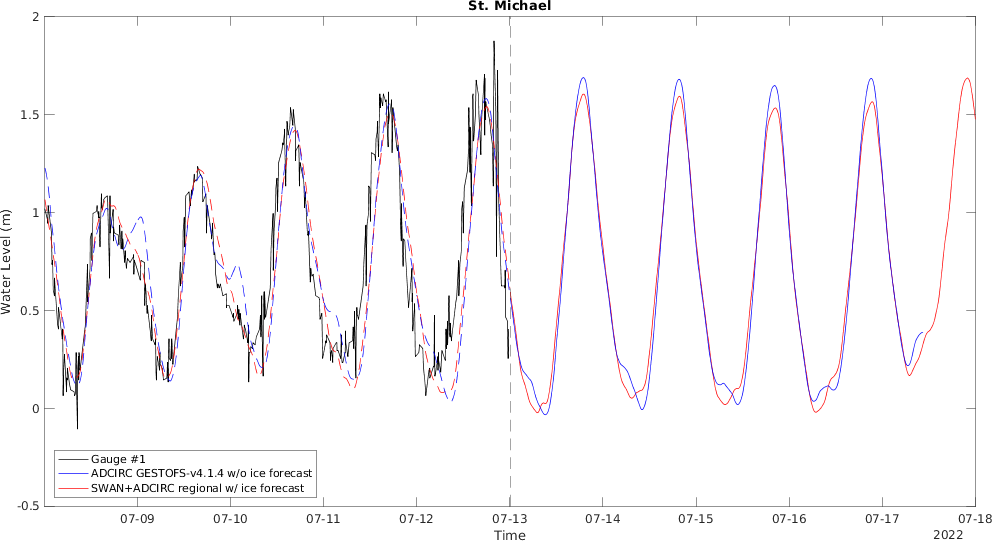 St. Michael
Water Level (m)
2
1.5
1
0.5
0
-0.5
Gauge #1
ADCIRC GESTOFS-v4.1.4 w/o ice forecast
SWAN+ADCIRC regional w/ ice forecast
07-09 07-10 07-11 07-12 07-13 07-14 07-15 07-16 07-17 07-18
Time
2022